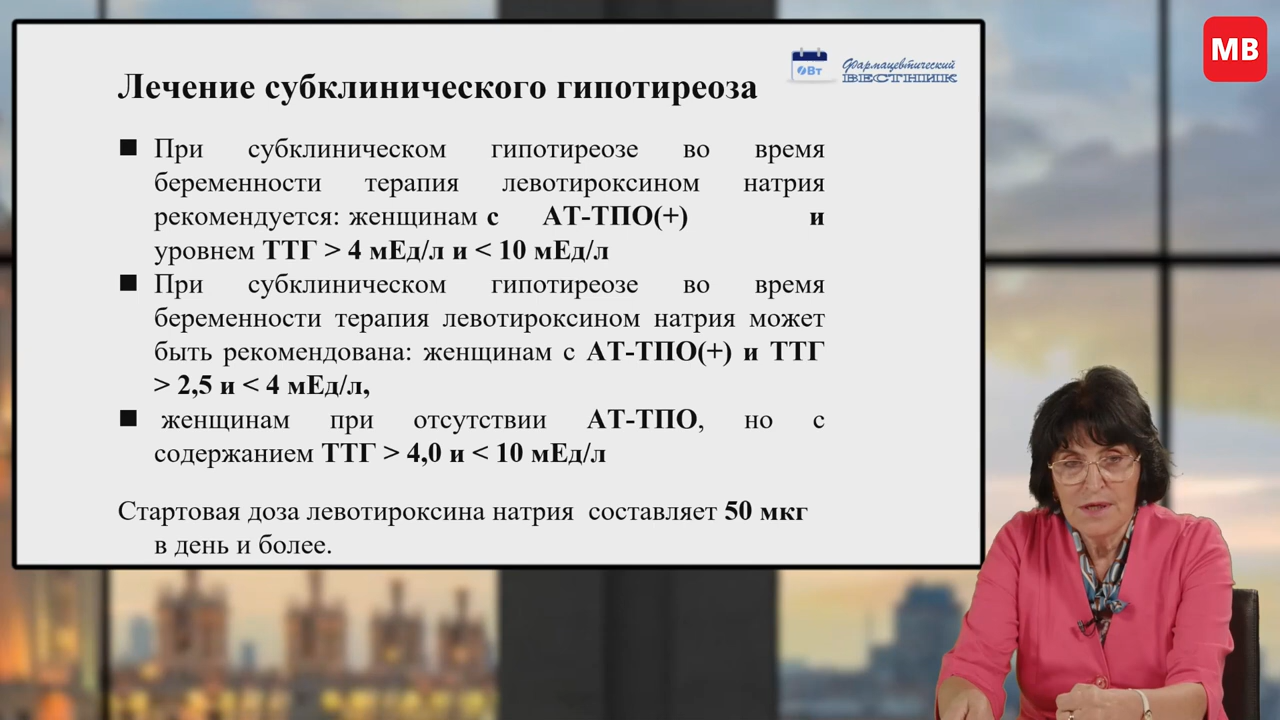 МВ
ФВт
Фармацевтический
ВЕСТНИК
Лечение субклинического гипотиреоза
■ При субклиническом гипотиреозе во время
беременности терапия левотироксином натрия
рекомендуется: женщинам с АТ-ТПО(+) и
уровнем ТТГ > 4 мЕд/л и < 10 мЕд/л
■ При субклиническом гипотиреозе во время
беременности терапия левотироксином натрия может
быть рекомендована: женщинам с АТ-ТПО(+) и ТТГ
> 2,5 и < 4 мЕд/л,
■ женщинам при отсутствии АТ-ТПО, но с
содержанием ТТГ > 4,0 и < 10 мЕд/л
Стартовая доза левотироксина натрия составляет 50 мкг
в день и более.